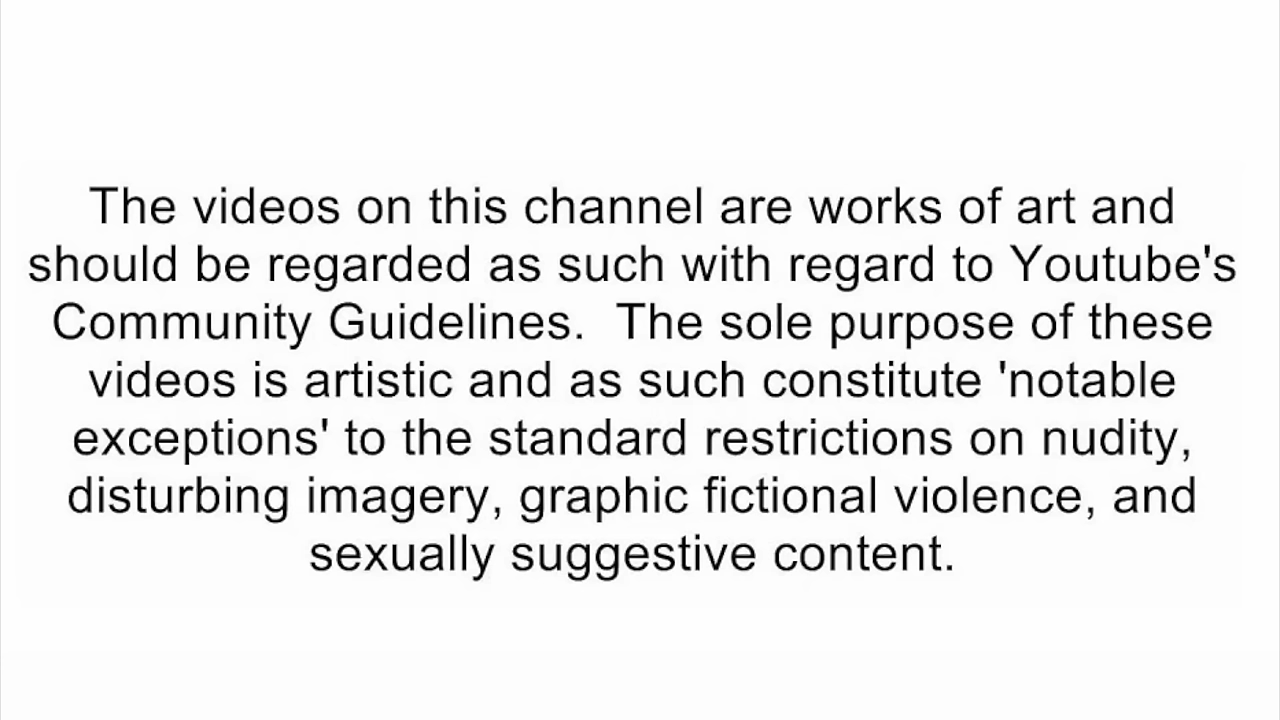 The videos on this channel are works of art and
should be regarded as such with regard to Youtube's
Community Guidelines.  The sole purpose of these
videos is artistic and as such constitute 'notable
exceptions' to the standard restrictions on nudity,
disturbing imagery, graphic fictional violence, and
sexually suggestive content.